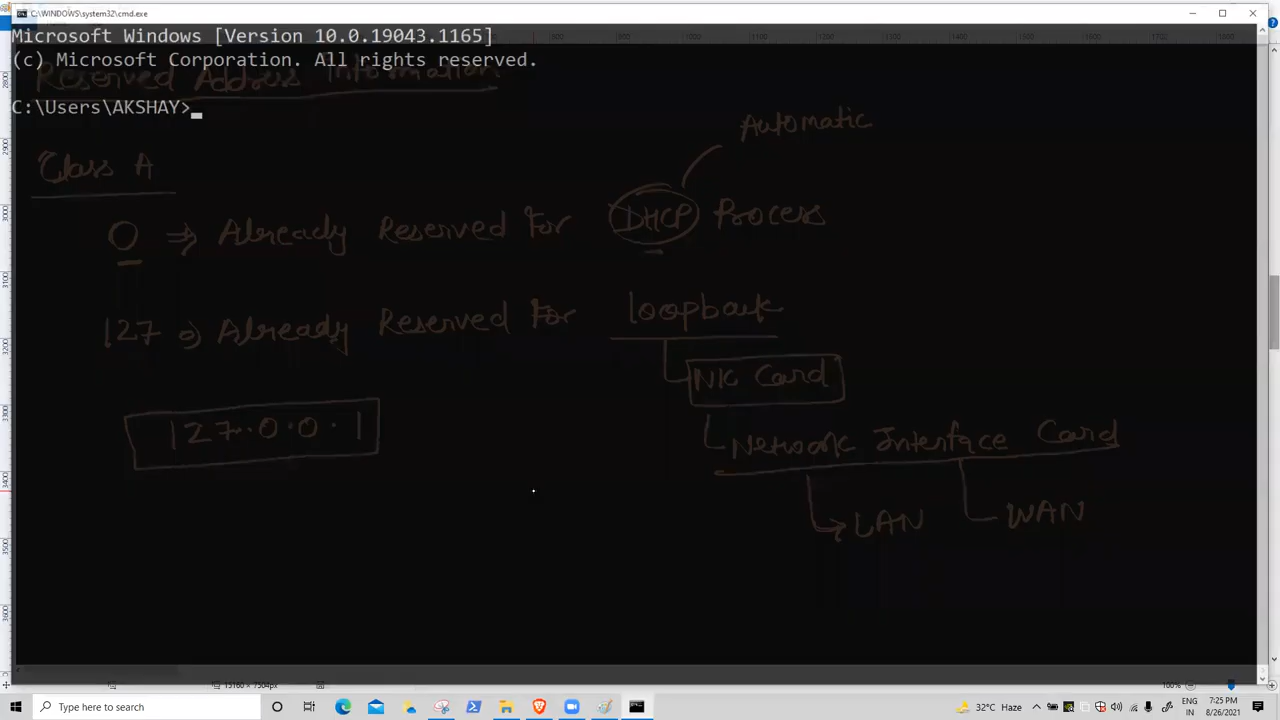 C:\WINDOWS\system32\cmd.exe
Microsoft Windows [Version 10.0.19043.1165]
(c) Microsoft Corporation. All rights reserved.
Reserved Address Information
C:\Users\AKSHAY>
Automatic
Class A
0 ⇒ Already Reserved For DHCP Process
127 Already Reserved For loopback
NIC Card
127.0.0.1
Network Interface Card
LAN WAN
13160 × 7504px
100%
Type here to search
32°C Haze
ENG
IN
7:25 PM
8/26/2021